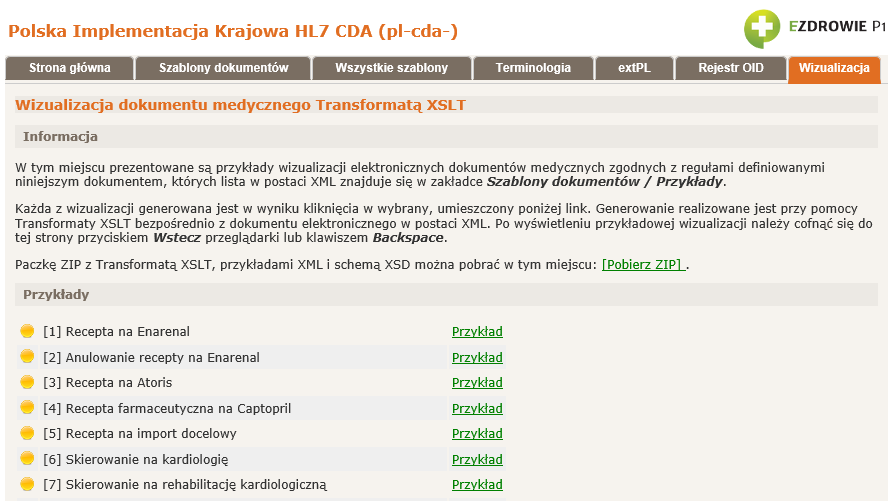 Polska Implementacja Krajowa HL7 CDA (pl-cda-)
EZDROWIE P1
Strona główna
Szablony dokumentów
Wszystkie szablony
Terminologia
extPL
Rejestr OID
Wizualizacja
Wizualizacja dokumentu medycznego Transformatą XSLT
Informacja
W tym miejscu prezentowane są przykłady wizualizacji elektronicznych dokumentów medycznych zgodnych z regułami definiowanymi
niniejszym dokumentem, których lista w postaci XML znajduje się w zakładce Szablony dokumentów / Przykłady.
Każda z wizualizacji generowana jest w wyniku kliknięcia w wybrany, umieszczony poniżej link. Generowanie realizowane jest przy pomocy
Transformaty XSLT bezpośrednio z dokumentu elektronicznego w postaci XML. Po wyświetleniu przykładowej wizualizacji należy cofnąć się do
tej strony przyciskiem Wstecz przeglądarki lub klawiszem Backspace.
Paczkę ZIP z Transformatą XSLT, przykładami XML i schemą XSD można pobrać w tym miejscu: [Pobierz ZIP] .
Przykłady
[1] Recepta na Enarenal Przykład
[2] Anulowanie recepty na Enarenal Przykład
[3] Recepta na Atoris Przykład
[4] Recepta farmaceutyczna na Captopril Przykład
[5] Recepta na import docelowy Przykład
[6] Skierowanie na kardiologię Przykład
[7] Skierowanie na rehabilitację kardiologiczną Przykład